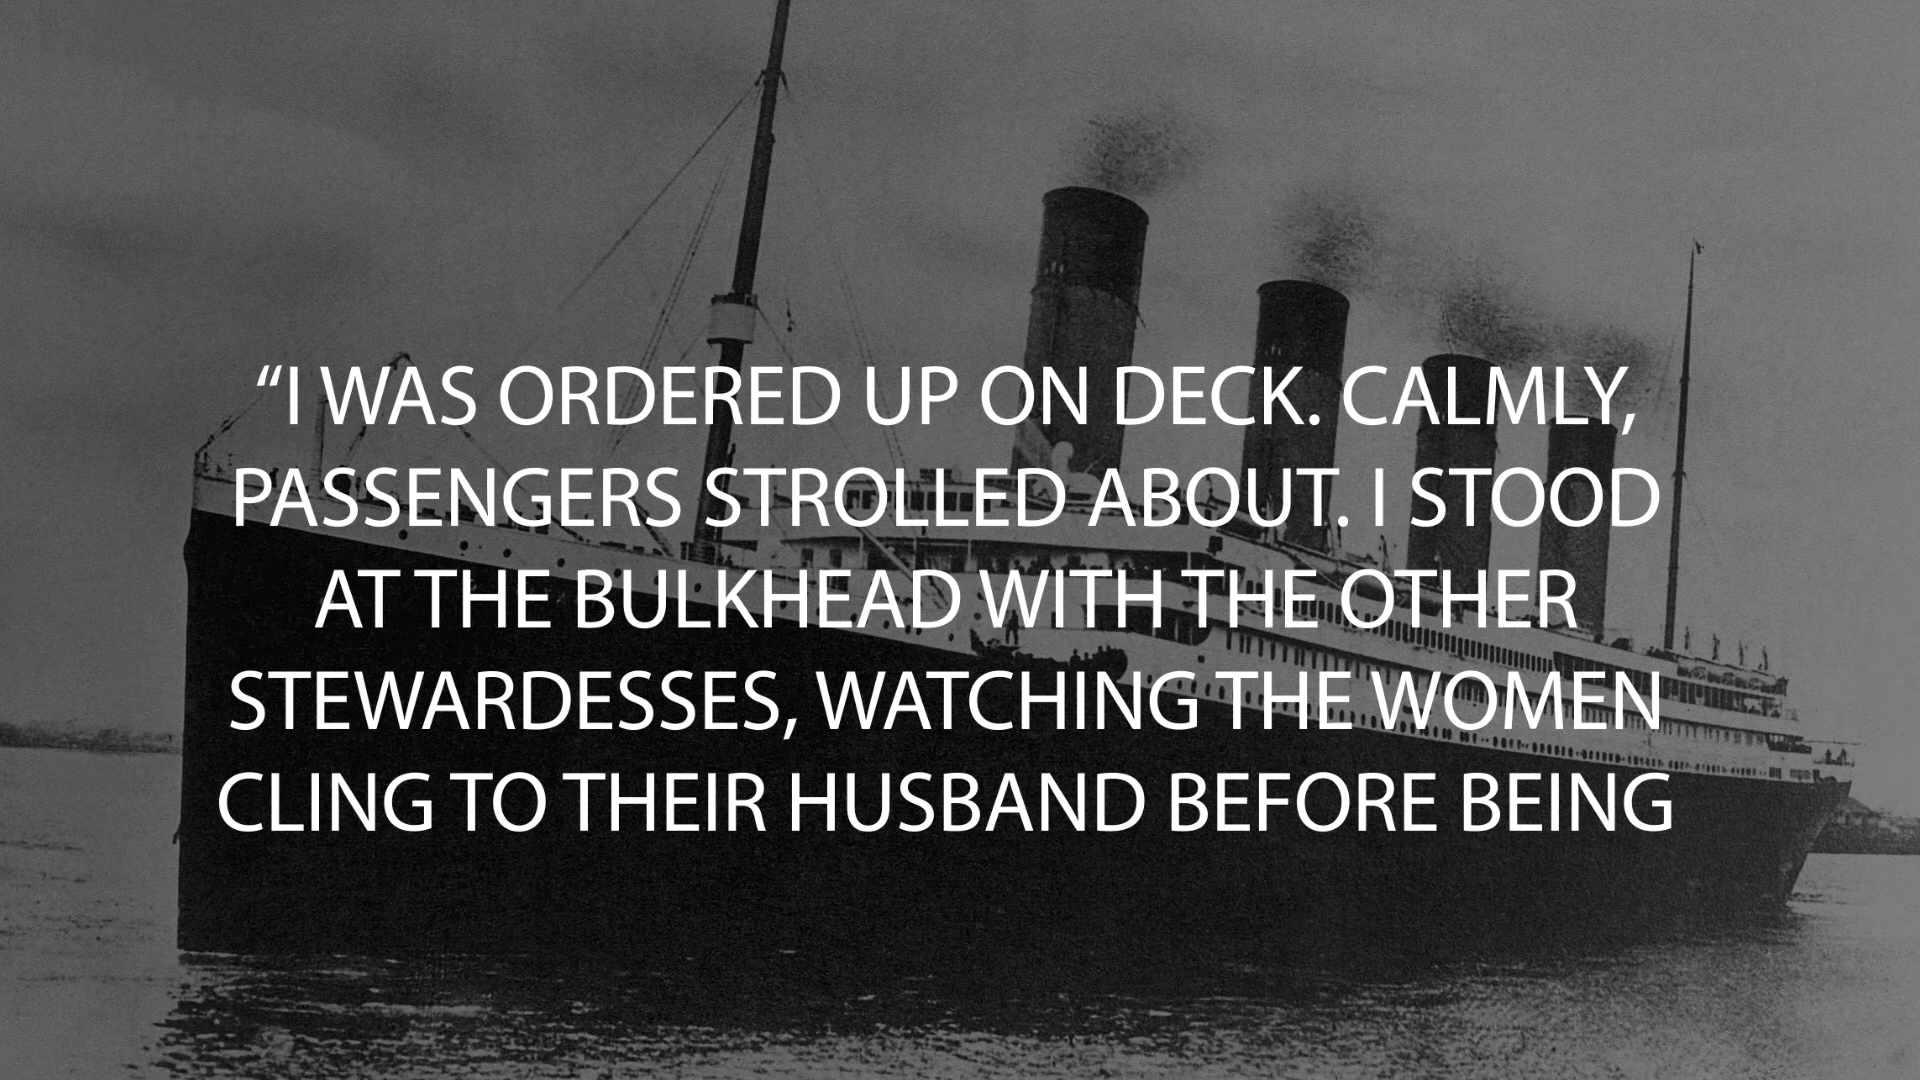 “I WAS ORDERED UP ON DECK. CALMLY,
PASSENGERS STROLLED ABOUT. I STOOD
AT THE BULKHEAD WITH THE OTHER
STEWARDESSES, WATCHING THE WOMEN
CLING TO THEIR HUSBAND BEFORE BEING